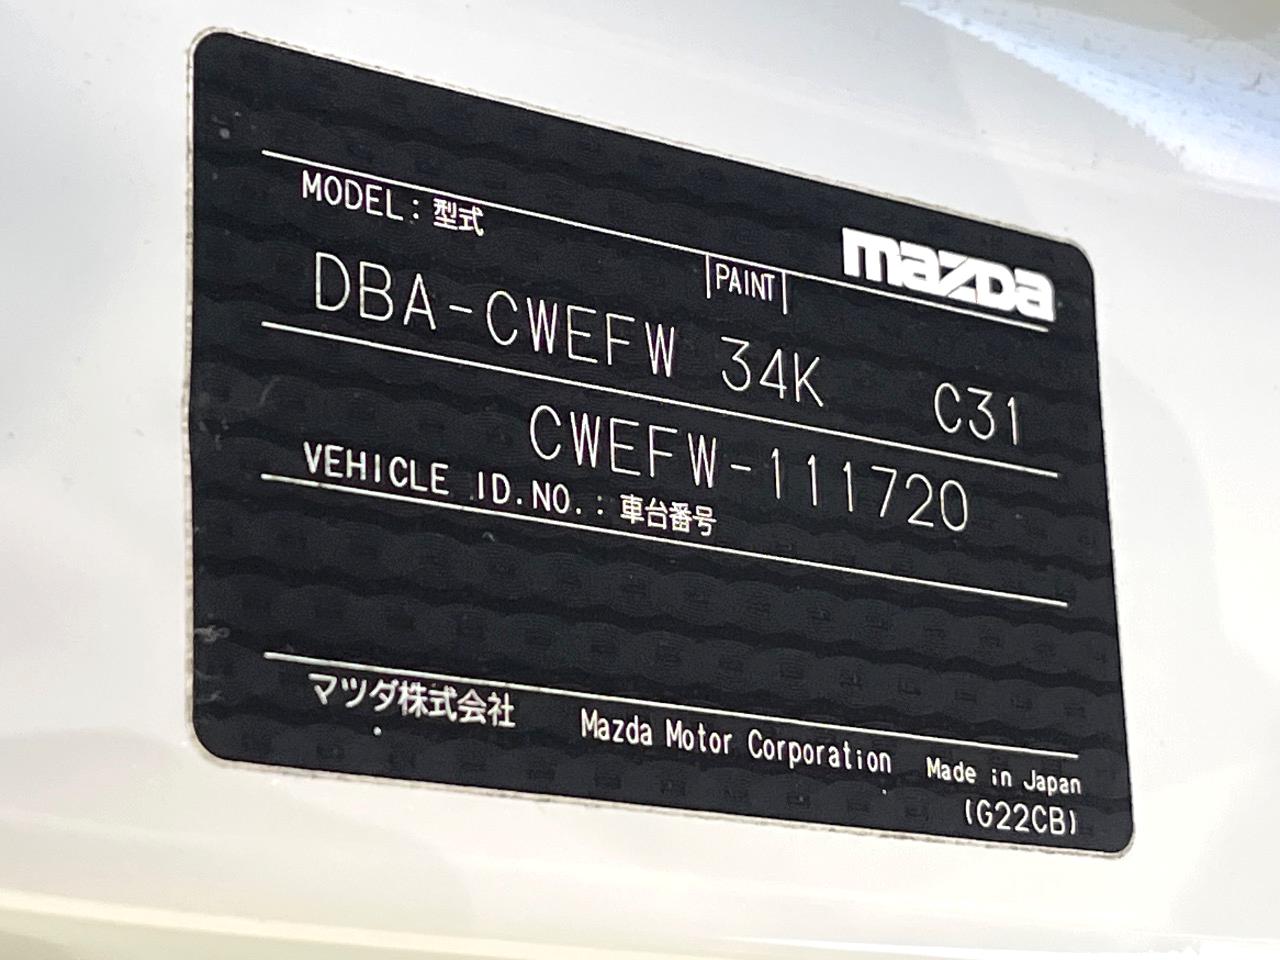 mazda
MODEL: 型式
PAINT
DBA-CWEFW 34K C31
CWEFW-111720
VEHICLE ID.NO.: 車台番号
マツダ株式会社 Mazda Motor Corporation Made in Japan
(G22CB)